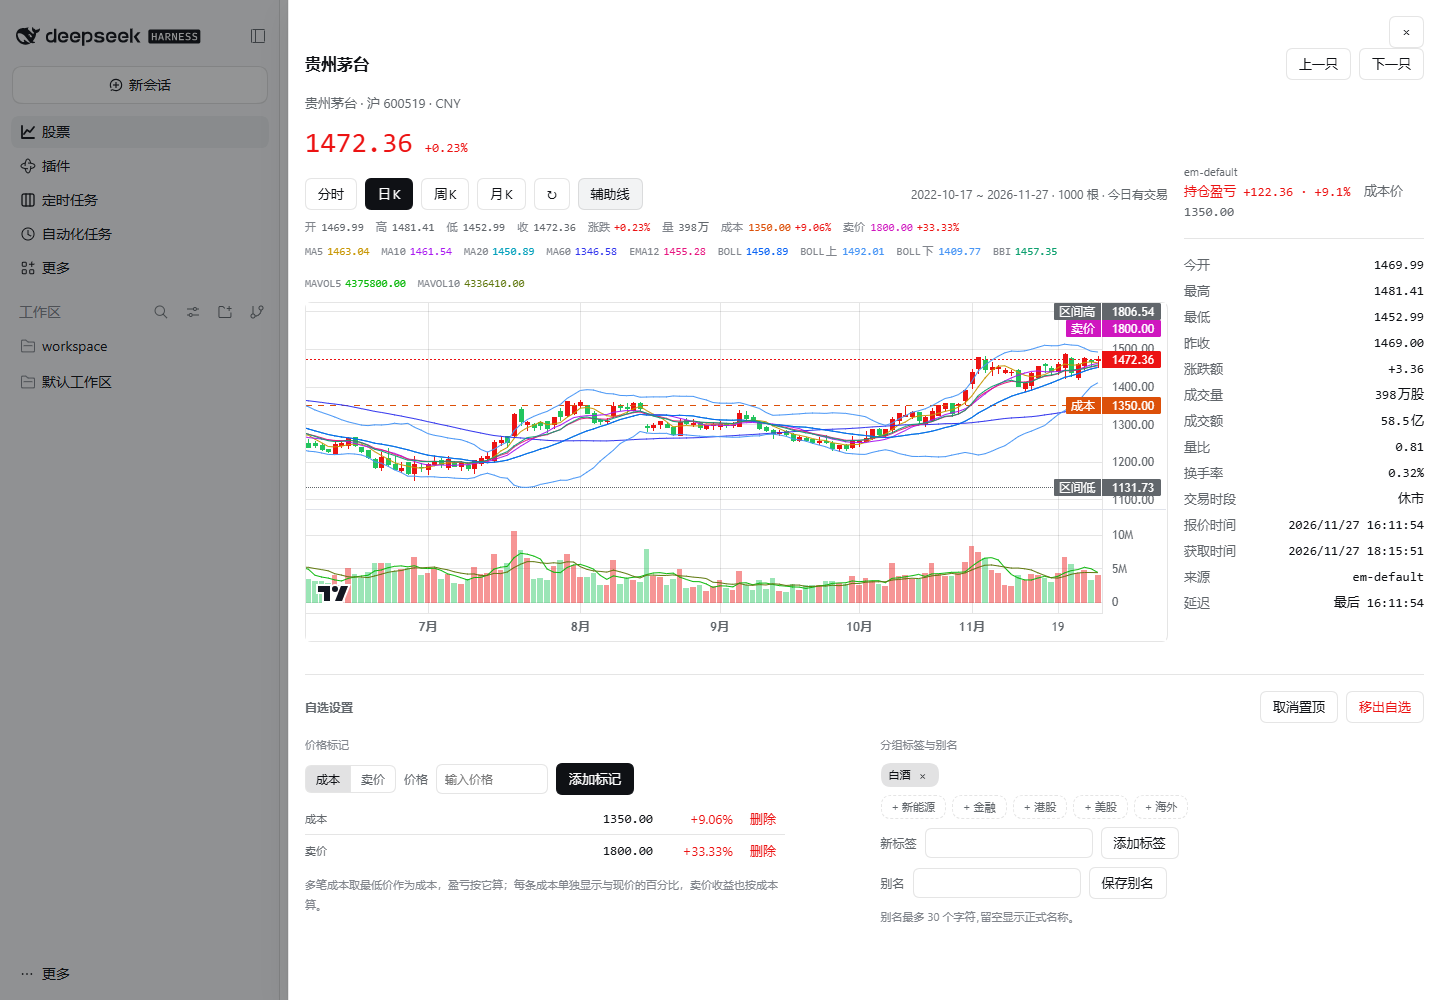 deepseek HARNESS
新会话
股票
插件
定时任务
自动化任务
更多
工作区
workspace
默认工作区
··· 更多
×
贵州茅台
上一只 下一只
贵州茅台 · 沪 600519 · CNY
1472.36 +0.23%
分时 日K 周K 月K ↻ 辅助线
2022-10-17 ~ 2026-11-27 · 1000 根 · 今日有交易
开 1469.99 高 1481.41 低 1452.99 收 1472.36 涨跌 +0.23% 量 398万 成本 1350.00 +9.06% 卖价 1800.00 +33.33%
MA5 1463.04 MA10 1461.54 MA20 1450.89 MA60 1346.58 EMA12 1455.28 BOLL 1450.89 BOLL上 1492.01 BOLL下 1409.77 BBI 1457.35
MAVOL5 4375800.00 MAVOL10 4336410.00
区间高 1806.54
卖价 1800.00
1500.00
1472.36
1400.00
成本 1350.00
1300.00
1200.00
区间低 1131.73
1100.00
10M
5M
0
7月 8月 9月 10月 11月 19
em-default
持仓盈亏 +122.36 · +9.1% 成本价
1350.00
今开 1469.99
最高 1481.41
最低 1452.99
昨收 1469.00
涨跌额 +3.36
成交量 398万股
成交额 58.5亿
量比 0.81
换手率 0.32%
交易时段 休市
报价时间 2026/11/27 16:11:54
获取时间 2026/11/27 18:15:51
来源 em-default
延迟 最后 16:11:54
自选设置
取消置顶 移出自选
价格标记
成本 卖价 价格 输入价格 添加标记
成本 1350.00 +9.06% 删除
卖价 1800.00 +33.33% 删除
多笔成本取最低价作为成本，盈亏按它算；每条成本单独显示与现价的百分比，卖价收益也按成本
算。
分组标签与别名
白酒 ×
+ 新能源 + 金融 + 港股 + 美股 + 海外
新标签 添加标签
别名 保存别名
别名最多 30 个字符,留空显示正式名称。